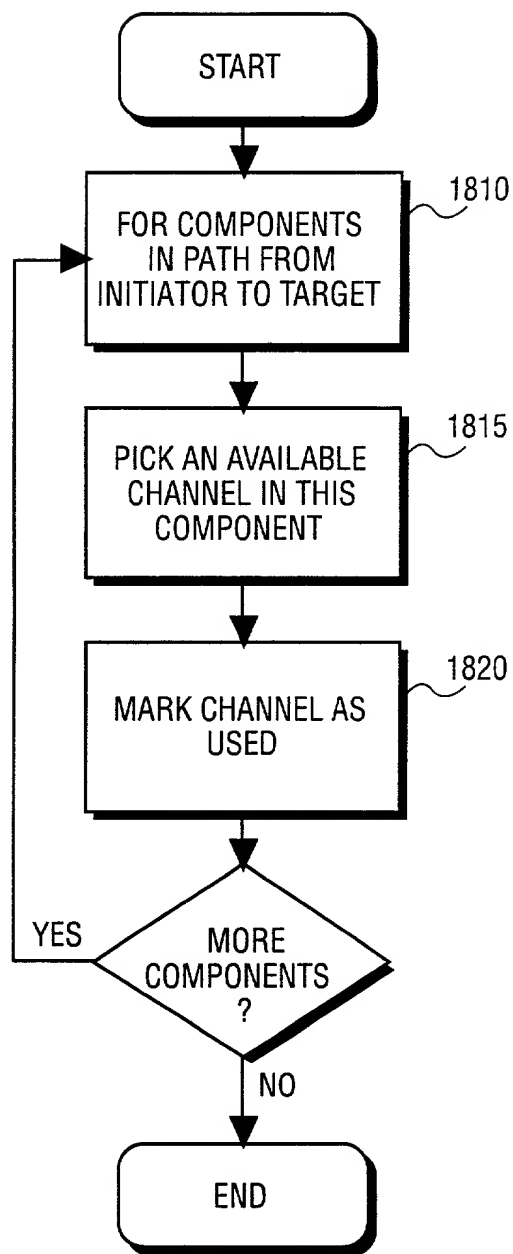 START
1810
FOR COMPONENTS
IN PATH FROM
INITIATOR TO TARGET
1815
PICK AN AVAILABLE
CHANNEL IN THIS
COMPONENT
1820
MARK CHANNEL AS
USED
YES
MORE
COMPONENTS
?
NO
END